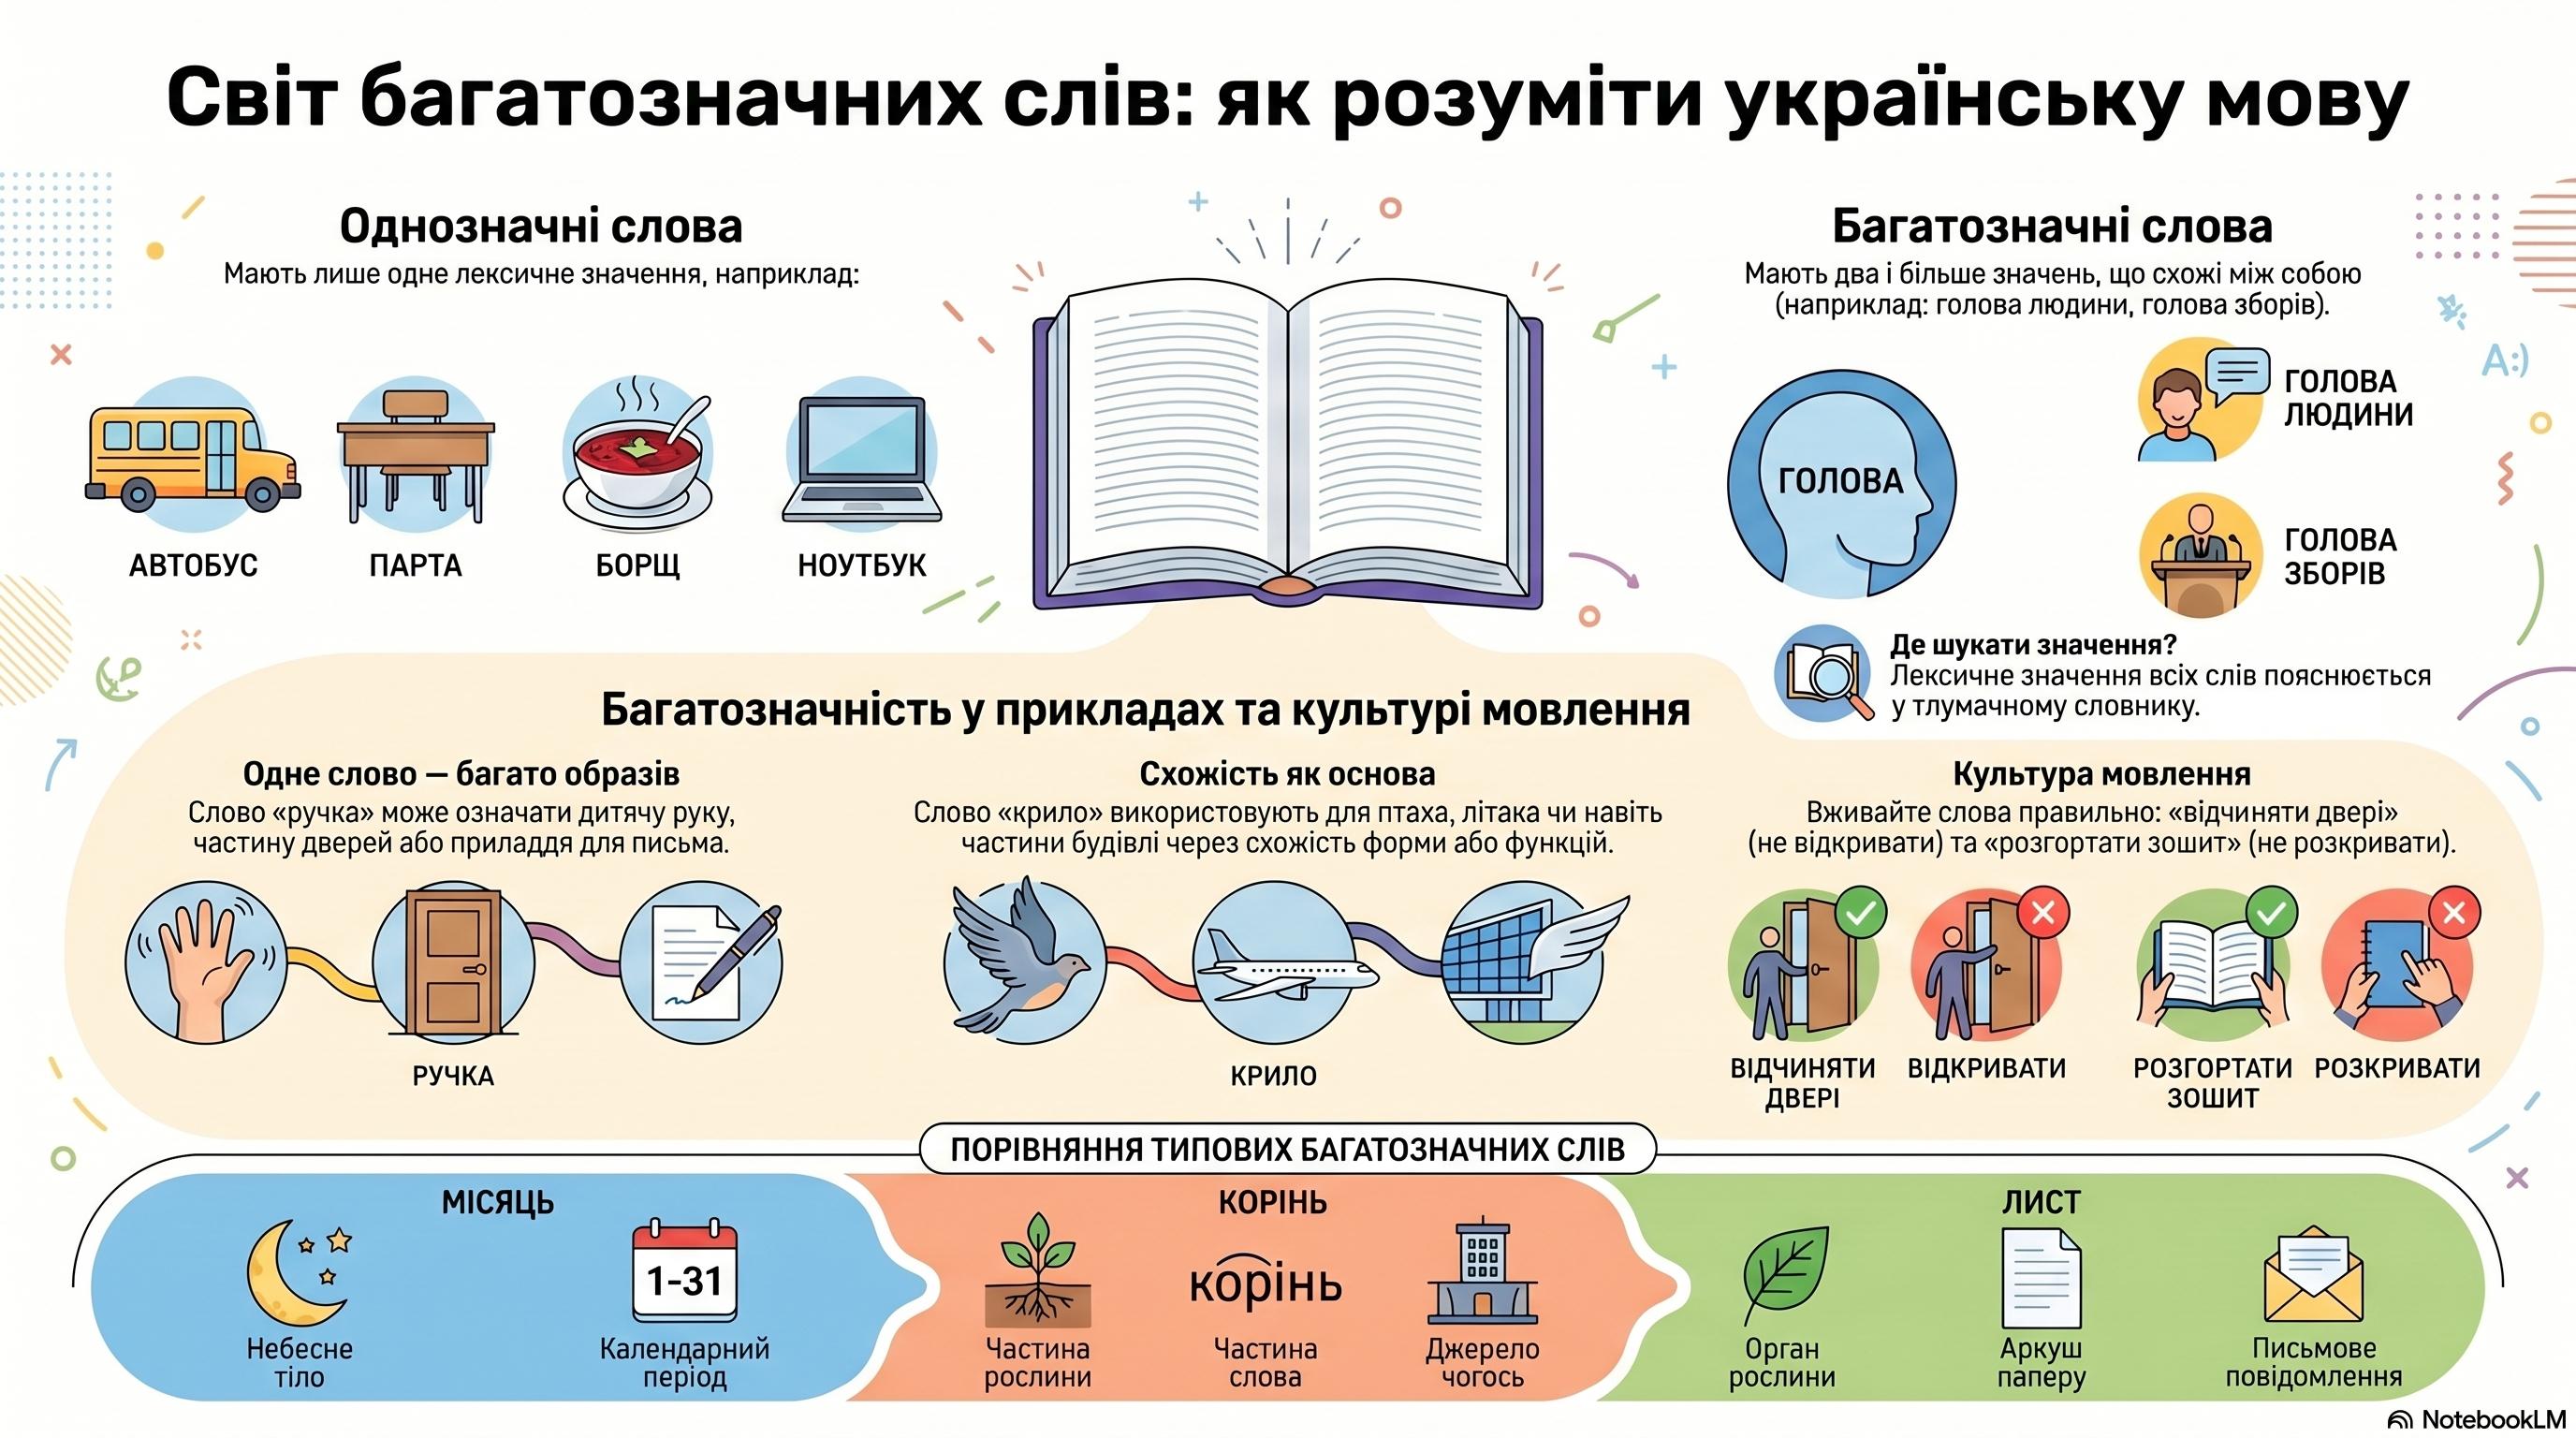 Світ багатозначних слів: як розуміти українську мову
Однозначні слова
Мають лише одне лексичне значення, наприклад:
АВТОБУС
ПАРТА
БОРЩ
НОУТБУК
Багатозначні слова
Мають два і більше значень, що схожі між собою
(наприклад: голова людини, голова зборів).
ГОЛОВА
ГОЛОВА
ЛЮДИНИ
ГОЛОВА
ЗБОРІВ
A:)
Де шукати значення?
Лексичне значення всіх слів пояснюється
у тлумачному словнику.
Багатозначність у прикладах та культурі мовлення
Одне слово — багато образів
Слово «ручка» може означати дитячу руку,
частину дверей або приладдя для письма.
РУЧКА
Схожість як основа
Слово «крило» використовують для птаха, літака чи навіть
частини будівлі через схожість форми або функцій.
КРИЛО
Культура мовлення
Вживайте слова правильно: «відчиняти двері»
(не відкривати) та «розгортати зошит» (не розкривати).
ВІДЧИНЯТИ
ДВЕРІ
ВІДКРИВАТИ
РОЗГОРТАТИ
ЗОШИТ
РОЗКРИВАТИ
ПОРІВНЯННЯ ТИПОВИХ БАГАТОЗНАЧНИХ СЛІВ
МІСЯЦЬ
Небесне
тіло
1-31
Календарний
період
КОРІНЬ
Частина
рослини
корінь
Частина
слова
Джерело
чогось
ЛИСТ
Орган
рослини
Аркуш
паперу
Письмове
повідомлення
NotebookLM